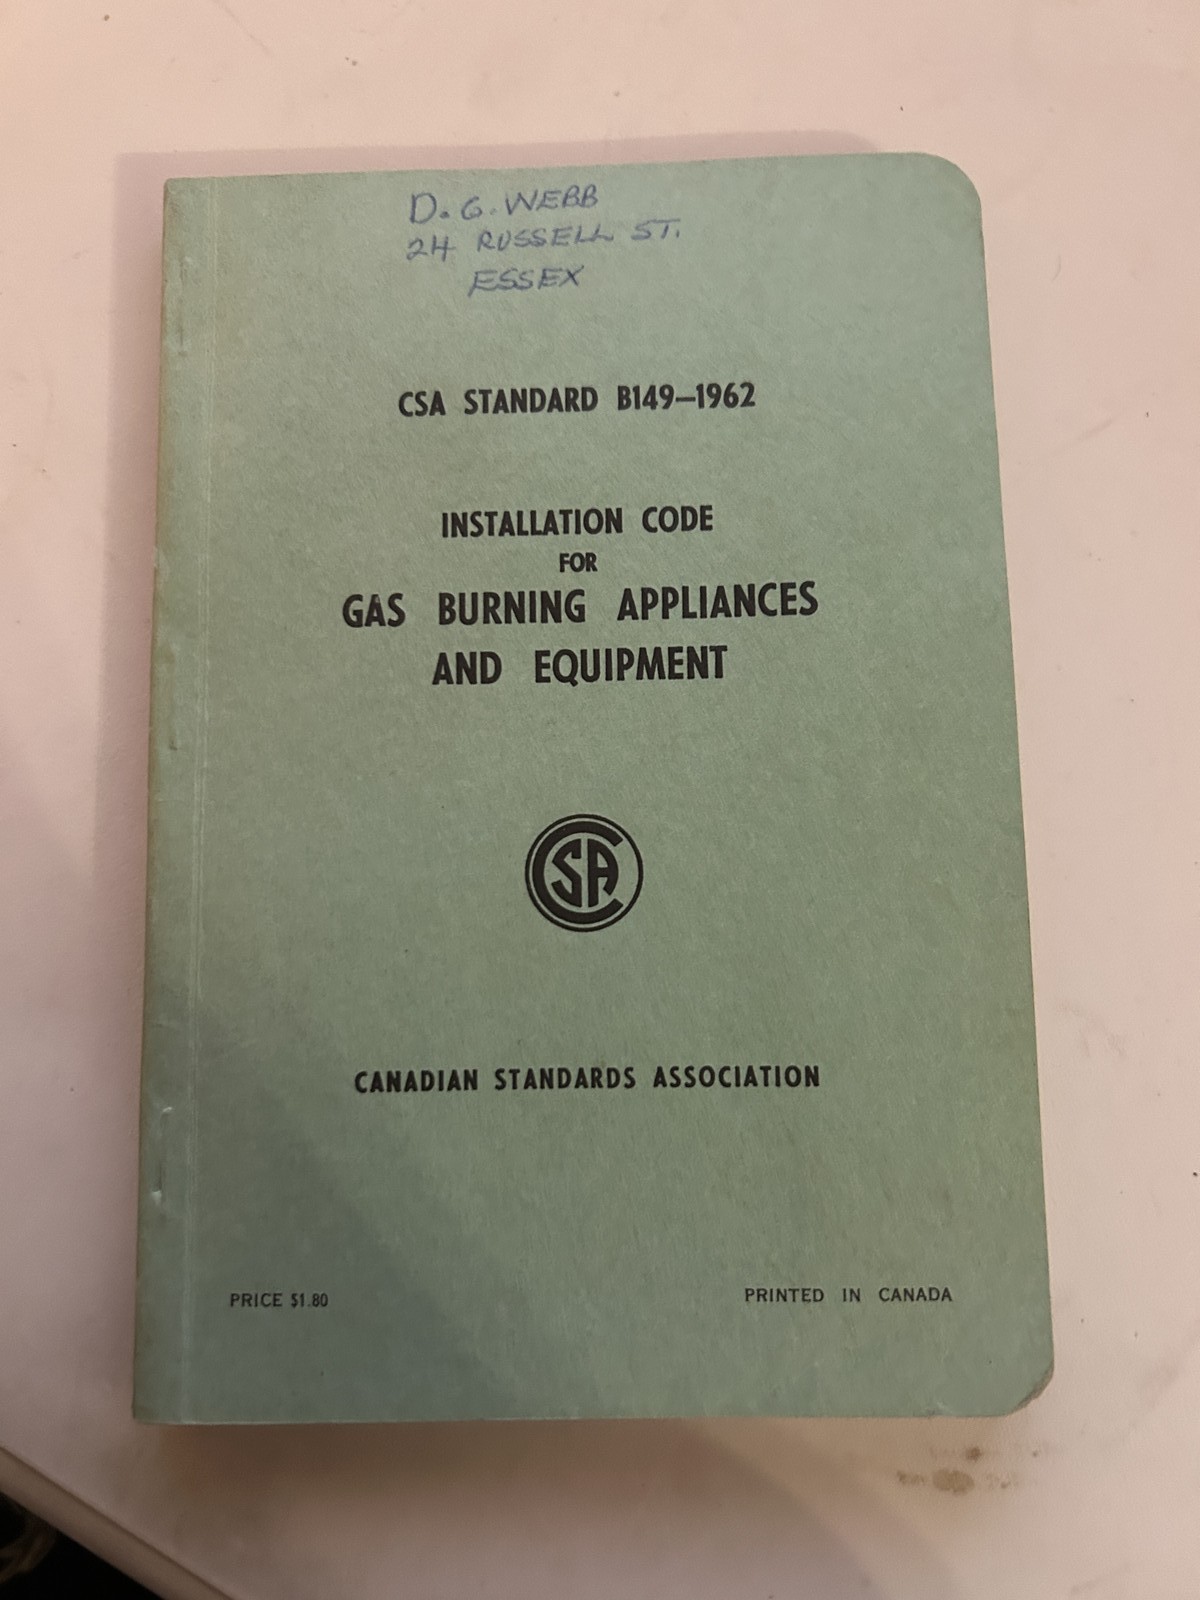 D. G. WEBB
24 RUSSELL ST.
ESSEX
CSA STANDARD B149—1962
INSTALLATION CODE
FOR
GAS BURNING APPLIANCES
AND EQUIPMENT
CSA
CANADIAN STANDARDS ASSOCIATION
PRICE $1.80 PRINTED IN CANADA